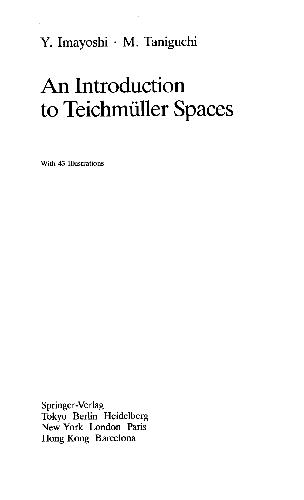 Y. Imayoshi · M. Taniguchi
An Introduction
to Teichmüller Spaces
With 43 Illustrations
Springer-Verlag
Tokyo Berlin Heidelberg
New York London Paris
Hong Kong Barcelona